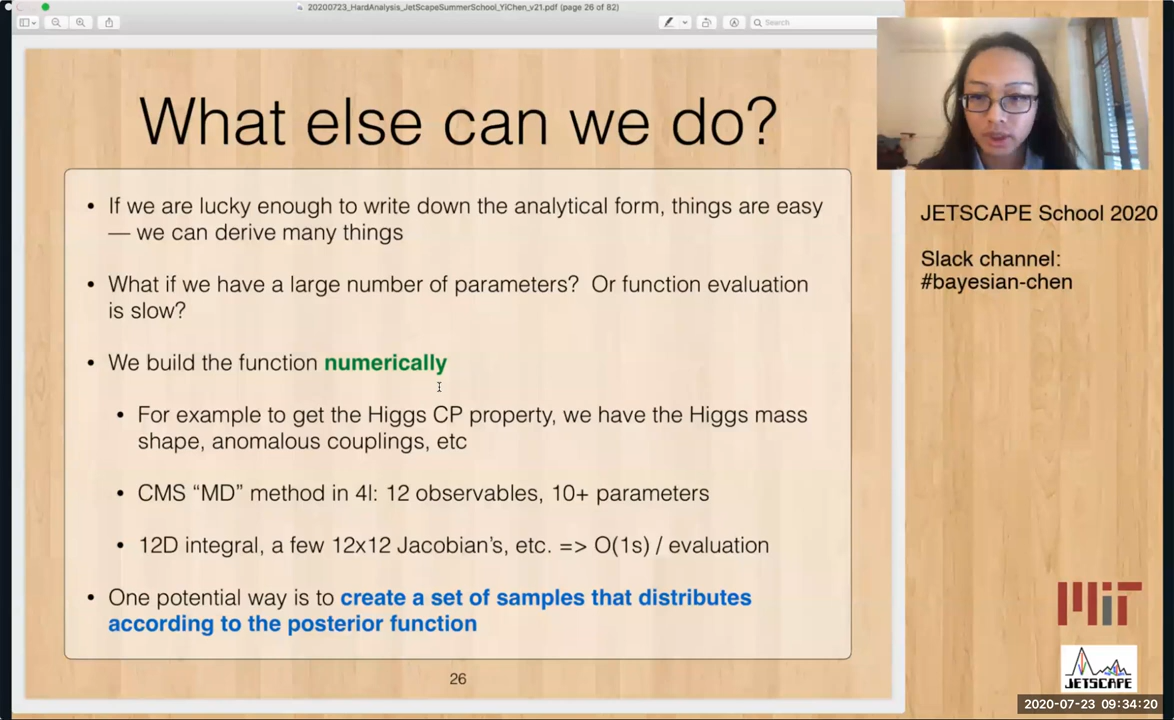 20200723_HardAnalysis_JetScapeSummerSchool_YiChen_v21.pdf (page 26 of 82)
Search
What else can we do?
• If we are lucky enough to write down the analytical form, things are easy
— we can derive many things
• What if we have a large number of parameters?  Or function evaluation
is slow?
• We build the function numerically
• For example to get the Higgs CP property, we have the Higgs mass
shape, anomalous couplings, etc
• CMS “MD” method in 4l: 12 observables, 10+ parameters
• 12D integral, a few 12x12 Jacobian’s, etc. => O(1s) / evaluation
• One potential way is to create a set of samples that distributes
according to the posterior function
26
JETSCAPE School 2020
Slack channel:
#bayesian-chen
MIT
JETSCAPE
2020-07-23 09:34:20